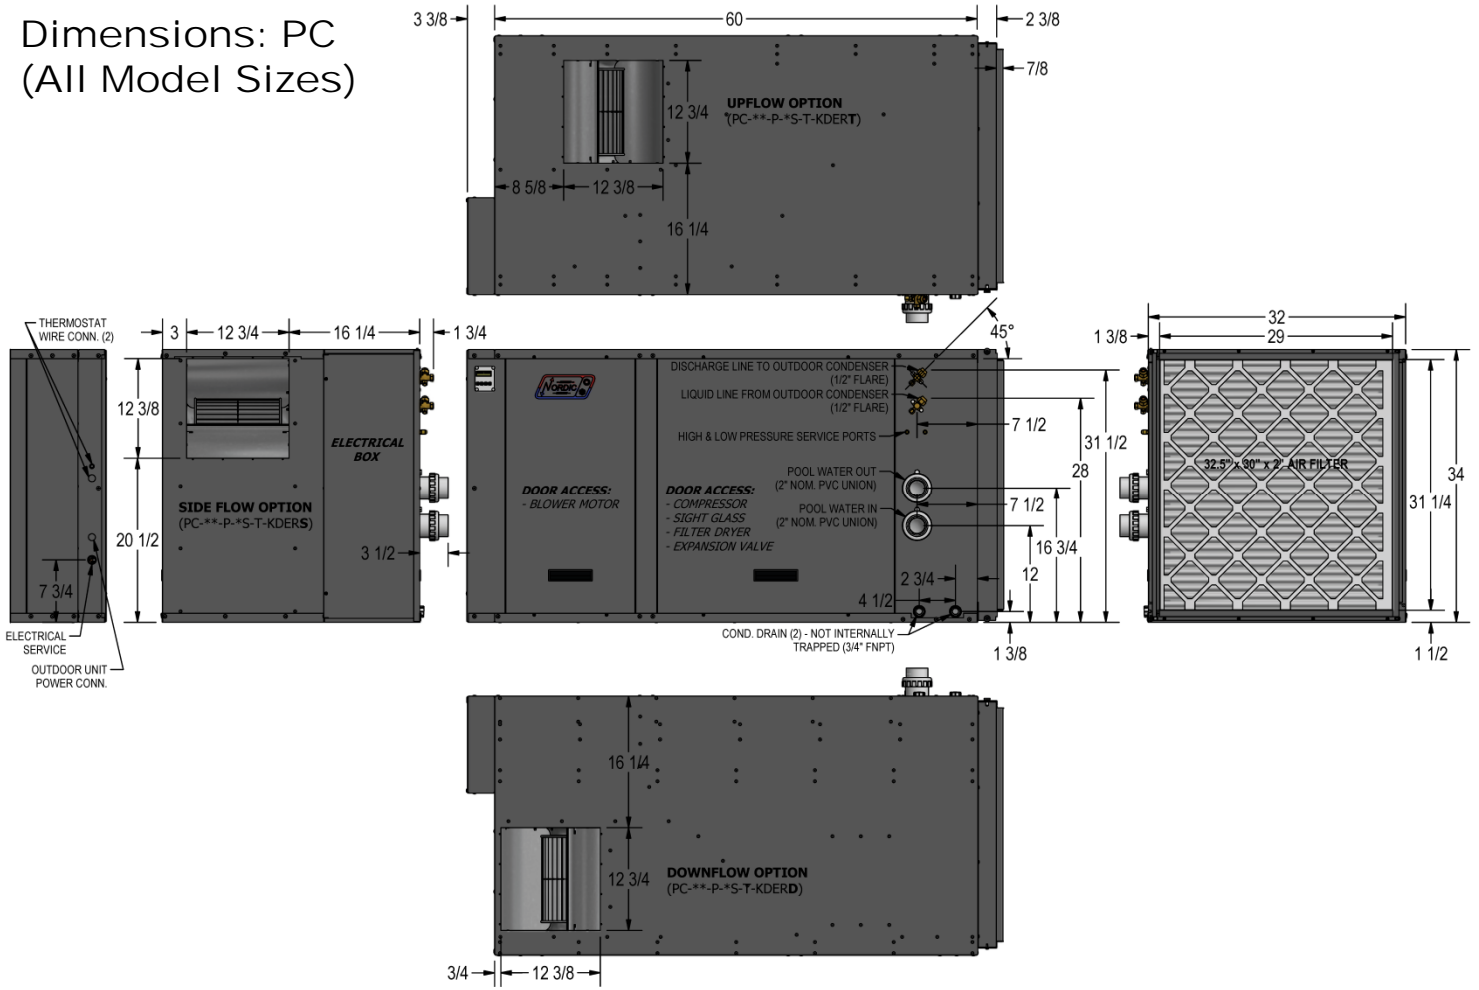 Dimensions: PC
(All Model Sizes)
3 3/8
60
2 3/8
7/8
12 3/4
UPFLOW OPTION
(PC-**-P-*S-T-KDERT)
8 5/8
12 3/8
16 1/4
THERMOSTAT
WIRE CONN. (2)
3
12 3/4
16 1/4
1 3/4
12 3/8
ELECTRICAL
BOX
SIDE FLOW OPTION
(PC-**-P-*S-T-KDERS)
20 1/2
3 1/2
7 3/4
ELECTRICAL
SERVICE
OUTDOOR UNIT
POWER CONN.
NORDIC
45°
DISCHARGE LINE TO OUTDOOR CONDENSER
(1/2" FLARE)
LIQUID LINE FROM OUTDOOR CONDENSER
(1/2" FLARE)
7 1/2
HIGH & LOW PRESSURE SERVICE PORTS
31 1/2
28
POOL WATER OUT
(2" NOM. PVC UNION)
POOL WATER IN
(2" NOM. PVC UNION)
7 1/2
DOOR ACCESS:
- BLOWER MOTOR
DOOR ACCESS:
- COMPRESSOR
- SIGHT GLASS
- FILTER DRYER
- EXPANSION VALVE
16 3/4
12
2 3/4
4 1/2
COND. DRAIN (2) - NOT INTERNALLY
TRAPPED (3/4" FNPT)
1 3/8
32
1 3/8
29
32.5" x 30" x 2" AIR FILTER
34
31 1/4
1 1/2
16 1/4
12 3/4
DOWNFLOW OPTION
(PC-**-P-*S-T-KDERD)
3/4
12 3/8